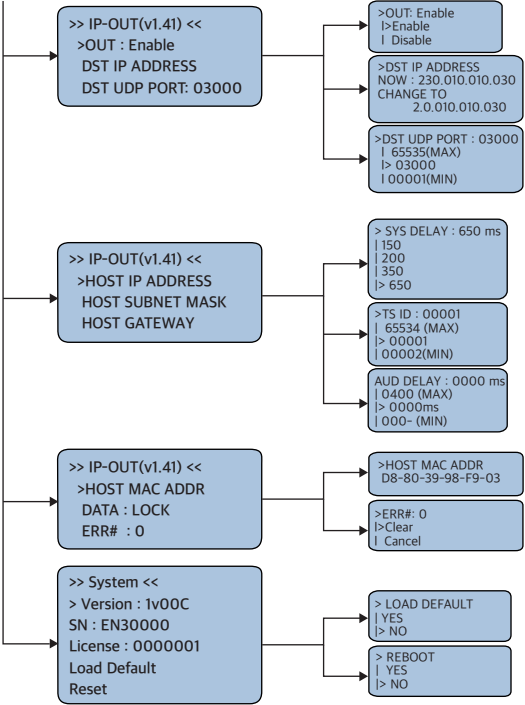 >> IP-OUT(v1.41) <<
>OUT : Enable
DST IP ADDRESS
DST UDP PORT: 03000
>OUT: Enable
I>Enable
I Disable
>DST IP ADDRESS
NOW : 230.010.010.030
CHANGE TO
2.0.010.010.030
>DST UDP PORT : 03000
I 65535(MAX)
I> 03000
I 00001(MIN)
>> IP-OUT(v1.41) <<
>HOST IP ADDRESS
HOST SUBNET MASK
HOST GATEWAY
> SYS DELAY : 650 ms
| 150
| 200
| 350
|> 650
>TS ID : 00001
| 65534 (MAX)
|> 00001
| 00002(MIN)
AUD DELAY : 0000 ms
| 0400 (MAX)
|> 0000ms
| 000- (MIN)
>> IP-OUT(v1.41) <<
>HOST MAC ADDR
DATA : LOCK
ERR# : 0
>HOST MAC ADDR
D8-80-39-98-F9-03
>ERR#: 0
I>Clear
I Cancel
>> System <<
> Version : 1v00C
SN : EN30000
License : 0000001
Load Default
Reset
> LOAD DEFAULT
| YES
|> NO
> REBOOT
| YES
|> NO